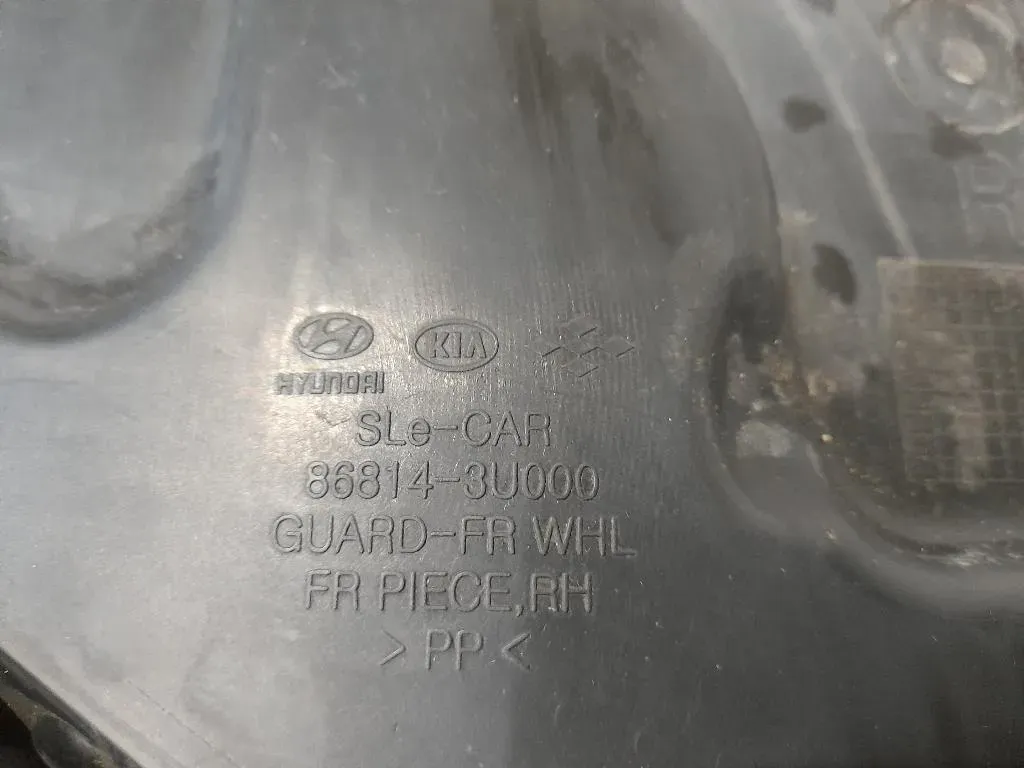 HYUNDAI
KIA
SLe-CAR
86814-3U000
GUARD-FR WHL
FR PIECE,RH
> PP <